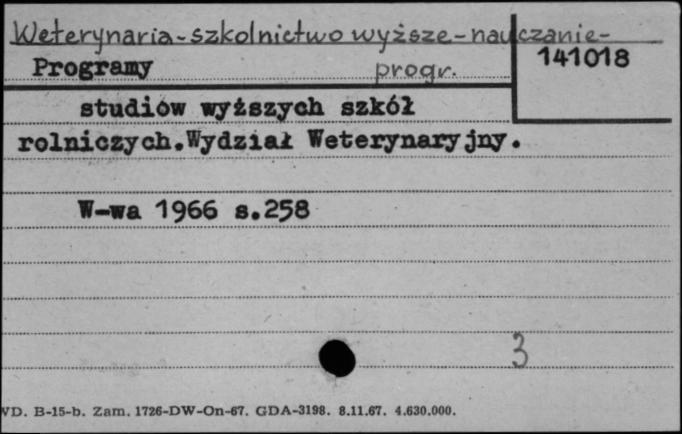 Weterynaria-szkolnictwo wyższe-nauczanie-
progr.
141018
Programy
studiów wyższych szkół
rolniczych.Wydział Weterynaryjny.
W-wa 1966 s.258
3
VD. B-15-b. Zam. 1726-DW-On-67. GDA-3198. 8.11.67. 4.630.000.